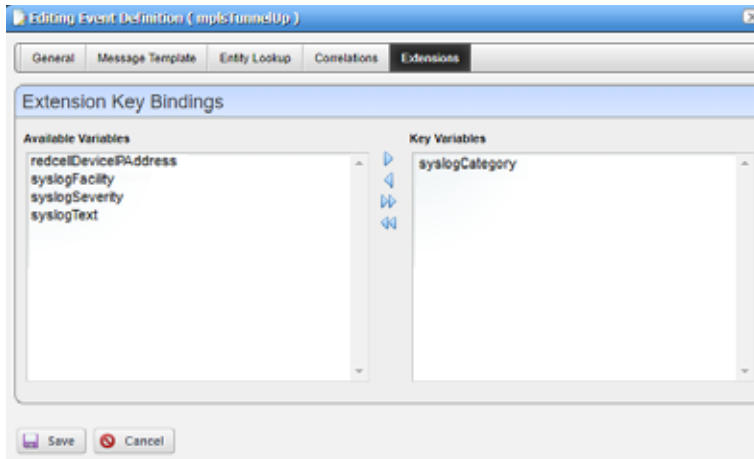 Editing Event Definition ( mplsTunnelUp )
General Message Template Entity Lookup Correlations Extensions
Extension Key Bindings
Available Variables Key Variables
redcellDeviceIPAddress syslogCategory
syslogFacility
syslogSeverity
syslogText
Save Cancel